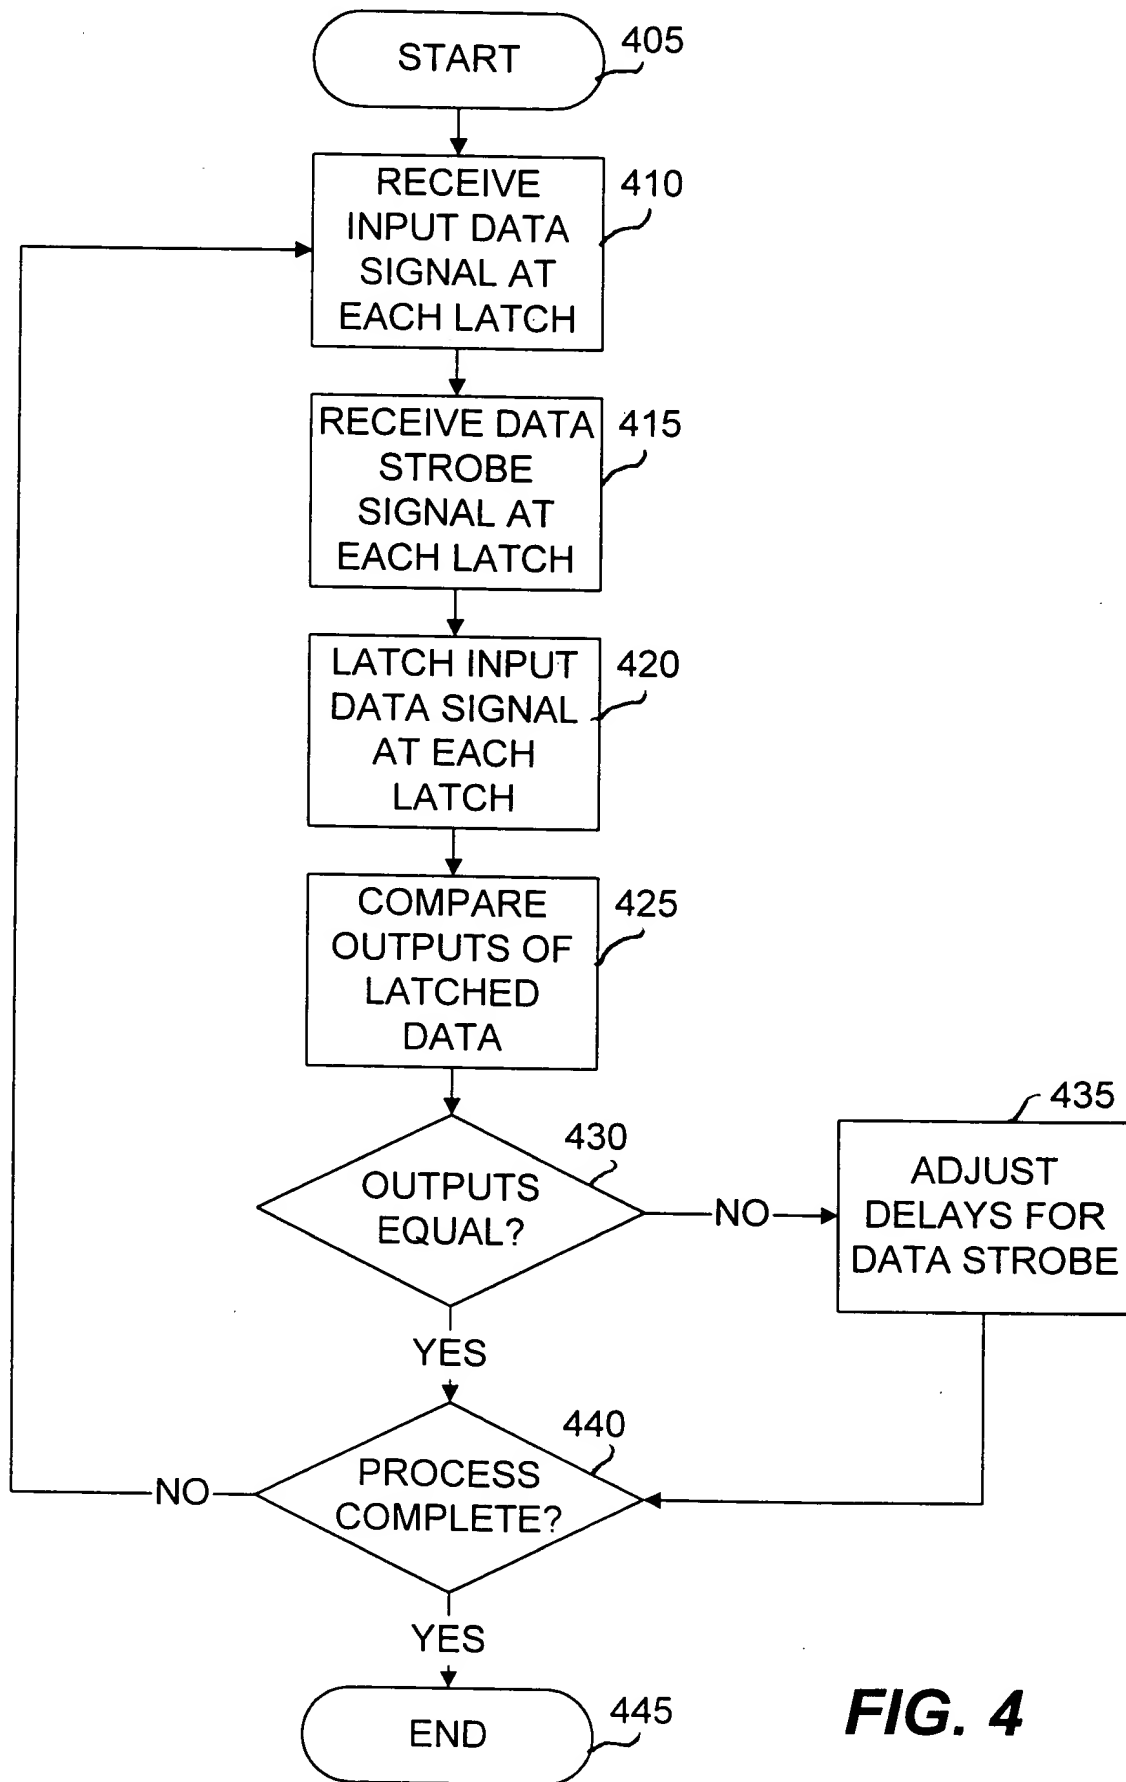 START
405
RECEIVE
INPUT DATA
SIGNAL AT
EACH LATCH
410
RECEIVE DATA
STROBE
SIGNAL AT
EACH LATCH
415
LATCH INPUT
DATA SIGNAL
AT EACH
LATCH
420
COMPARE
OUTPUTS OF
LATCHED
DATA
425
OUTPUTS
EQUAL?
430
NO
435
ADJUST
DELAYS FOR
DATA STROBE
YES
PROCESS
COMPLETE?
440
NO
YES
END
445
FIG. 4